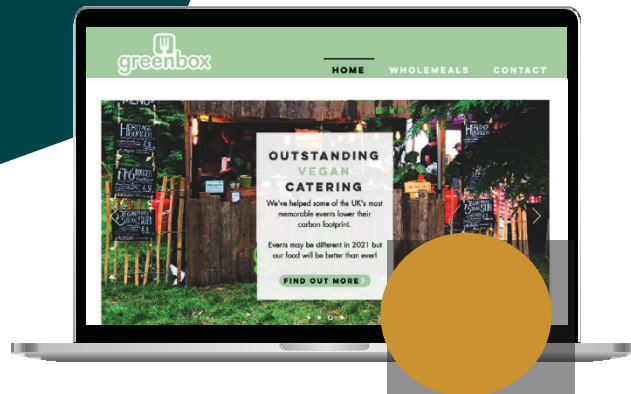 greenbox
HOME WHOLEMEALS CONTACT
MENU
HERITAGE
OUTSTANDING
VEGAN
CATERING
We've helped some of the UK's most
memorable events lower their
carbon footprint.
Events may be different in 2021 but
our food will be better than ever!
FIND OUT MORE